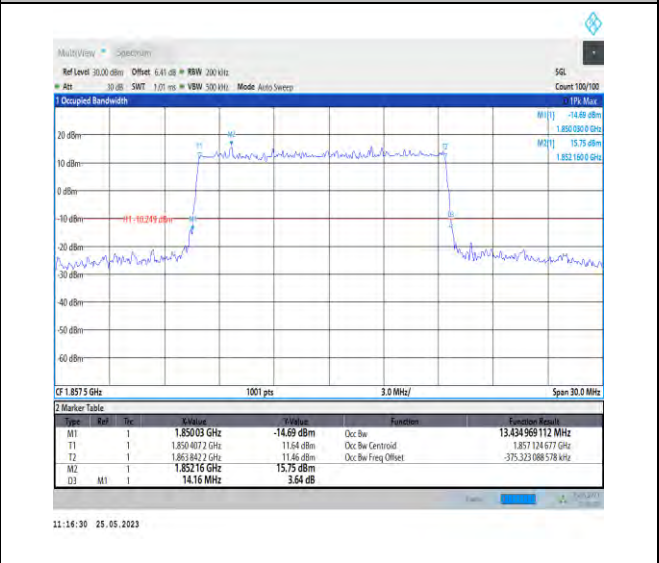 MultiView Spectrum
Ref Level 30.00 dBm Offset 6.41 dB RBW 200 kHz SGL
Att 30 dB SWT 1.01 ms VBW 500 kHz Mode Auto Sweep Count 100/100
1 Occupied Bandwidth 1Pk Max
M1[1] -14.69 dBm
1.850 030 0 GHz
M2[1] 15.75 dBm
1.852 160 0 GHz
20 dBm
M2
T1 T2
10 dBm
0 dBm
D3
-10 dBm H1 -10.249 dBm M1
-20 dBm
-30 dBm
-40 dBm
-50 dBm
-60 dBm
CF 1.857 5 GHz 1001 pts 3.0 MHz/ Span 30.0 MHz
2 Marker Table
Type Ref Trc X-Value Y-Value Function Function Result
M1 1 1.85003 GHz -14.69 dBm Occ Bw 13.434 969 112 MHz
T1 1 1.850 407 2 GHz 11.64 dBm Occ Bw Centroid 1.857 124 677 GHz
T2 1 1.863 842 2 GHz 11.46 dBm Occ Bw Freq Offset -375.323 088 578 kHz
M2 1 1.85216 GHz 15.75 dBm
D3 M1 1 14.16 MHz 3.64 dB
11:16:30 25.05.2023